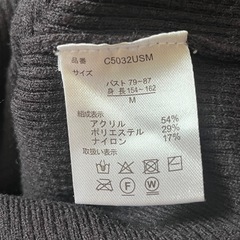 品番 C5032USM
サイズ
バスト 79~87
身 長 154~162
M
組成表示
アクリル 54%
ポリエステル 29%
ナイロン 17%
取扱い表示